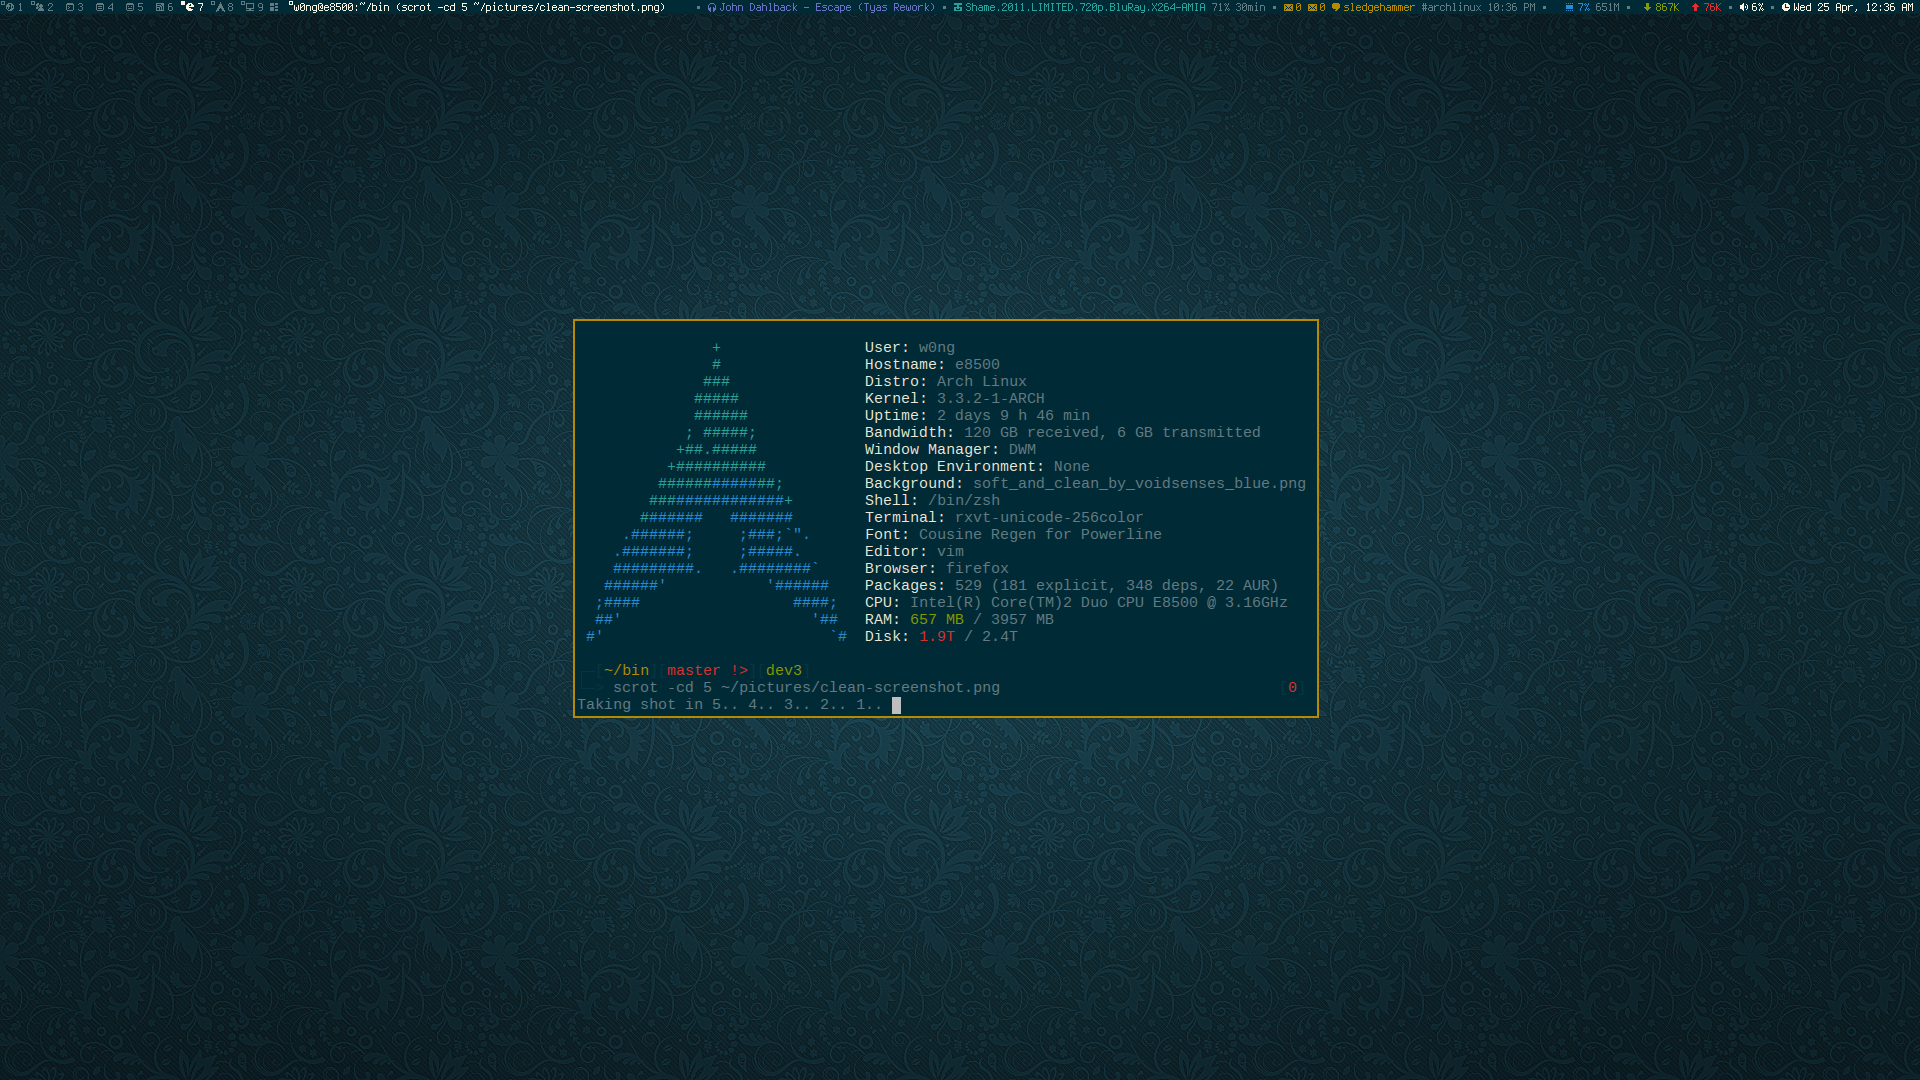 1 2 3 4 5 6 7 8 9 w0ng@e8500:~/bin (scrot -cd 5 ~/pictures/clean-screenshot.png) John Dahlback - Escape (Tyas Rework) Shame.2011.LIMITED.720p.BluRay.X264-AMIA 71% 30min 0 0 sledgehammer #archlinux 10:36 PM 7% 651M 867K 76K 6% Wed 25 Apr, 12:36 AM
+ User: w0ng
# Hostname: e8500
### Distro: Arch Linux
##### Kernel: 3.3.2-1-ARCH
###### Uptime: 2 days 9 h 46 min
; #####; Bandwidth: 120 GB received, 6 GB transmitted
+##.##### Window Manager: DWM
+########## Desktop Environment: None
#############; Background: soft_and_clean_by_voidsenses_blue.png
###############+ Shell: /bin/zsh
####### ####### Terminal: rxvt-unicode-256color
.######; ;###;`". Font: Cousine Regen for Powerline
.#######; ;#####. Editor: vim
#########. .########` Browser: firefox
######' '###### Packages: 529 (181 explicit, 348 deps, 22 AUR)
;#### ####; CPU: Intel(R) Core(TM)2 Duo CPU E8500 @ 3.16GHz
##' '## RAM: 657 MB / 3957 MB
#' `# Disk: 1.9T / 2.4T
[~/bin][master !>][dev3]
scrot -cd 5 ~/pictures/clean-screenshot.png [0]
Taking shot in 5.. 4.. 3.. 2.. 1..